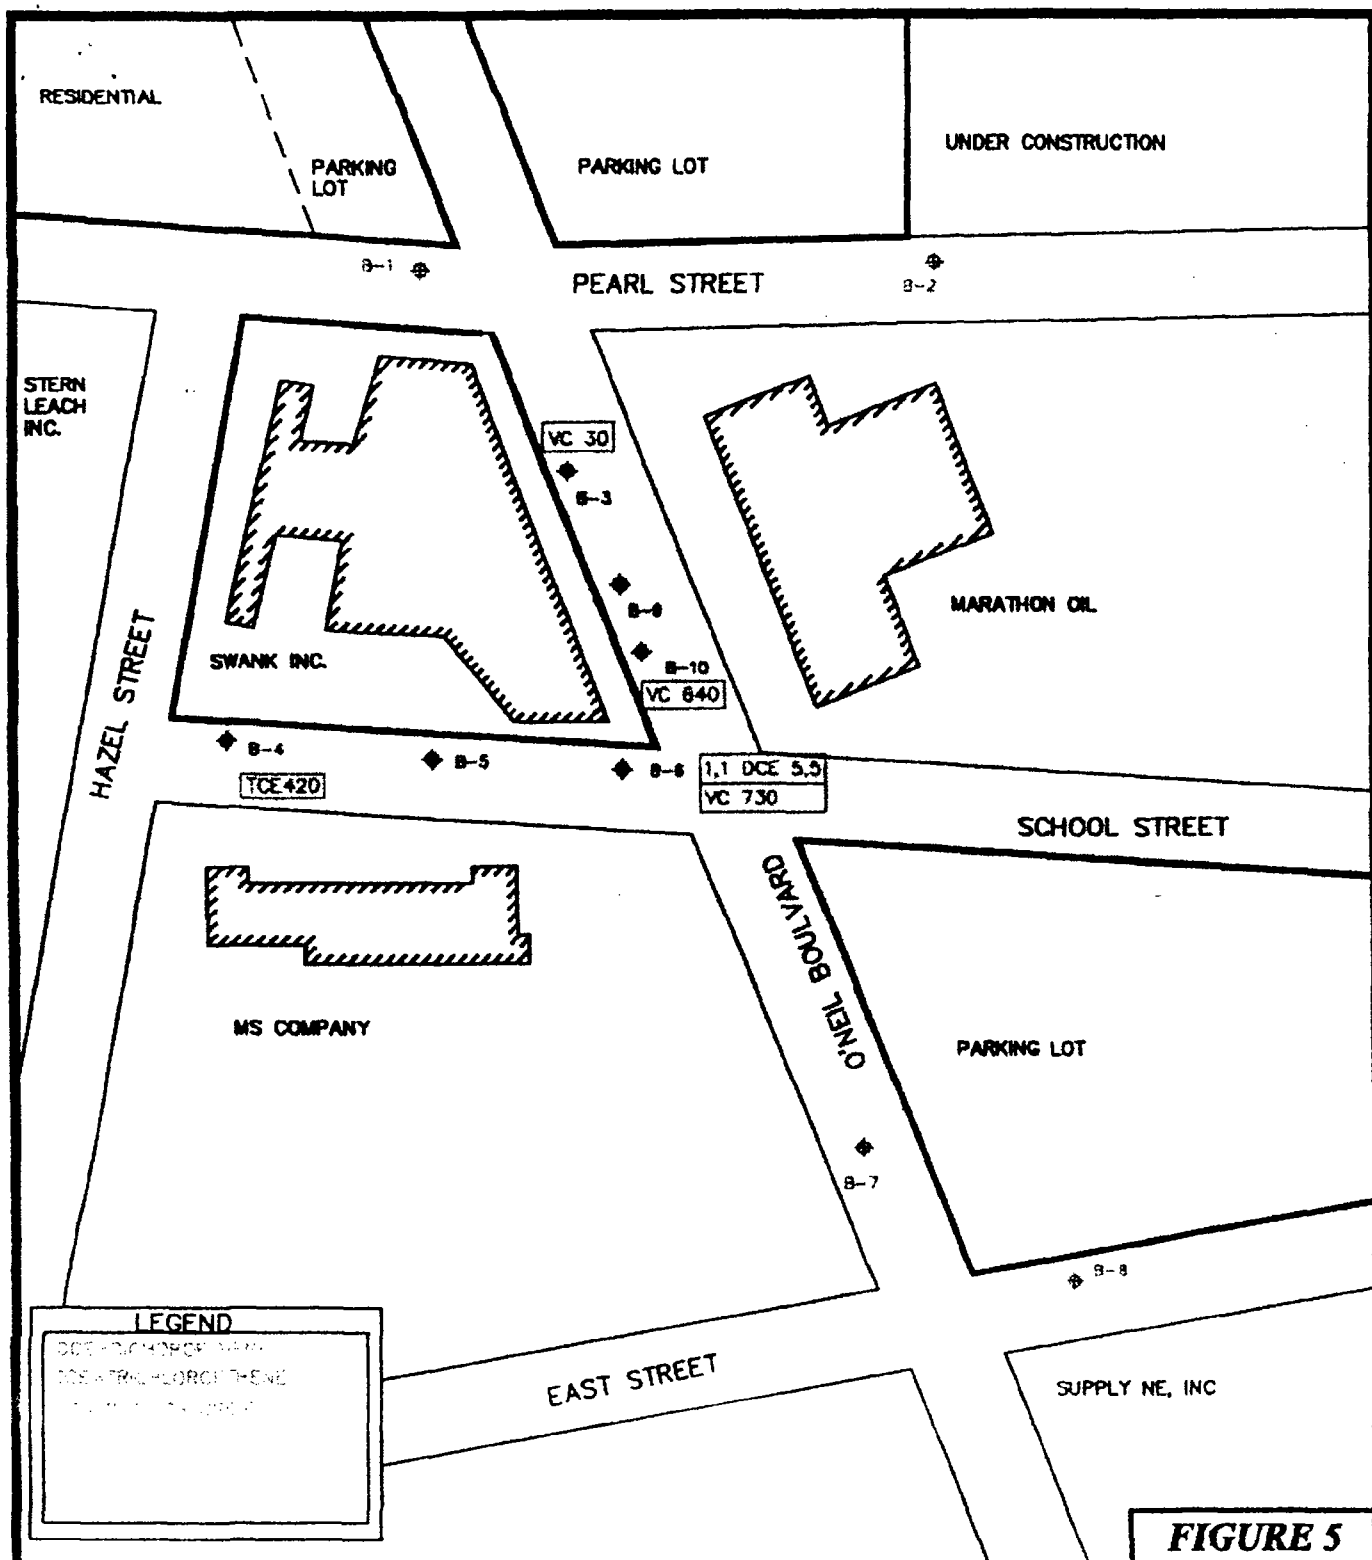 RESIDENTIAL
PARKING
LOT
PARKING LOT
UNDER CONSTRUCTION
B-1
PEARL STREET
B-2
STERN
LEACH
INC.
VC 30
B-3
B-9
MARATHON OIL
SWANK INC.
B-10
VC 840
HAZEL STREET
B-4
B-5
B-6
1,1 DCE 5.5
VC 730
TCE420
SCHOOL STREET
O'NEIL BOULVARD
MS COMPANY
PARKING LOT
B-7
B-8
LEGEND
EAST STREET
SUPPLY NE, INC
FIGURE 5